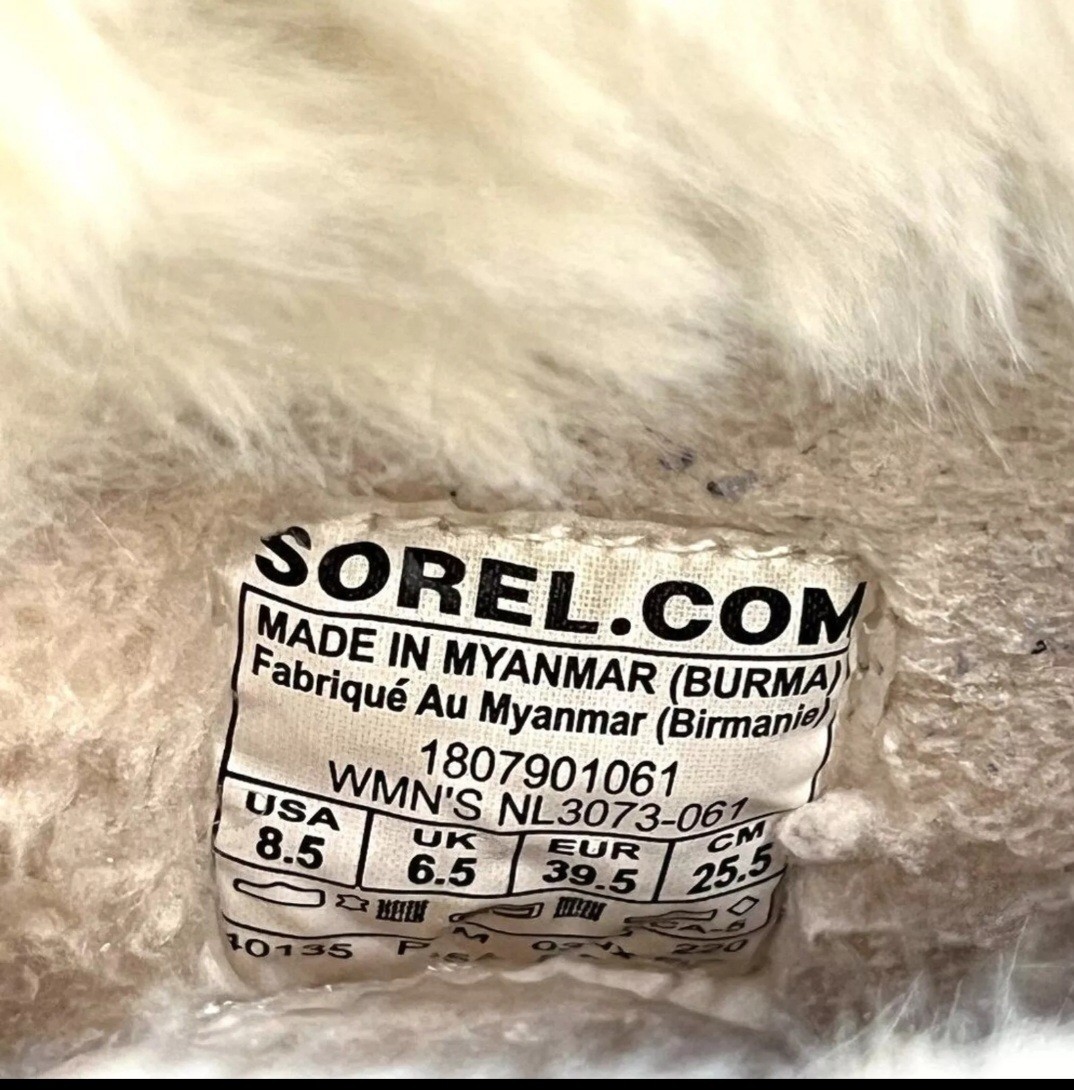 SOREL.COM
MADE IN MYANMAR (BURMA)
Fabriqué Au Myanmar (Birmanie)
1807901061
WMN'S NL3073-061
USA UK EUR CM
8.5 6.5 39.5 25.5
10135 P M